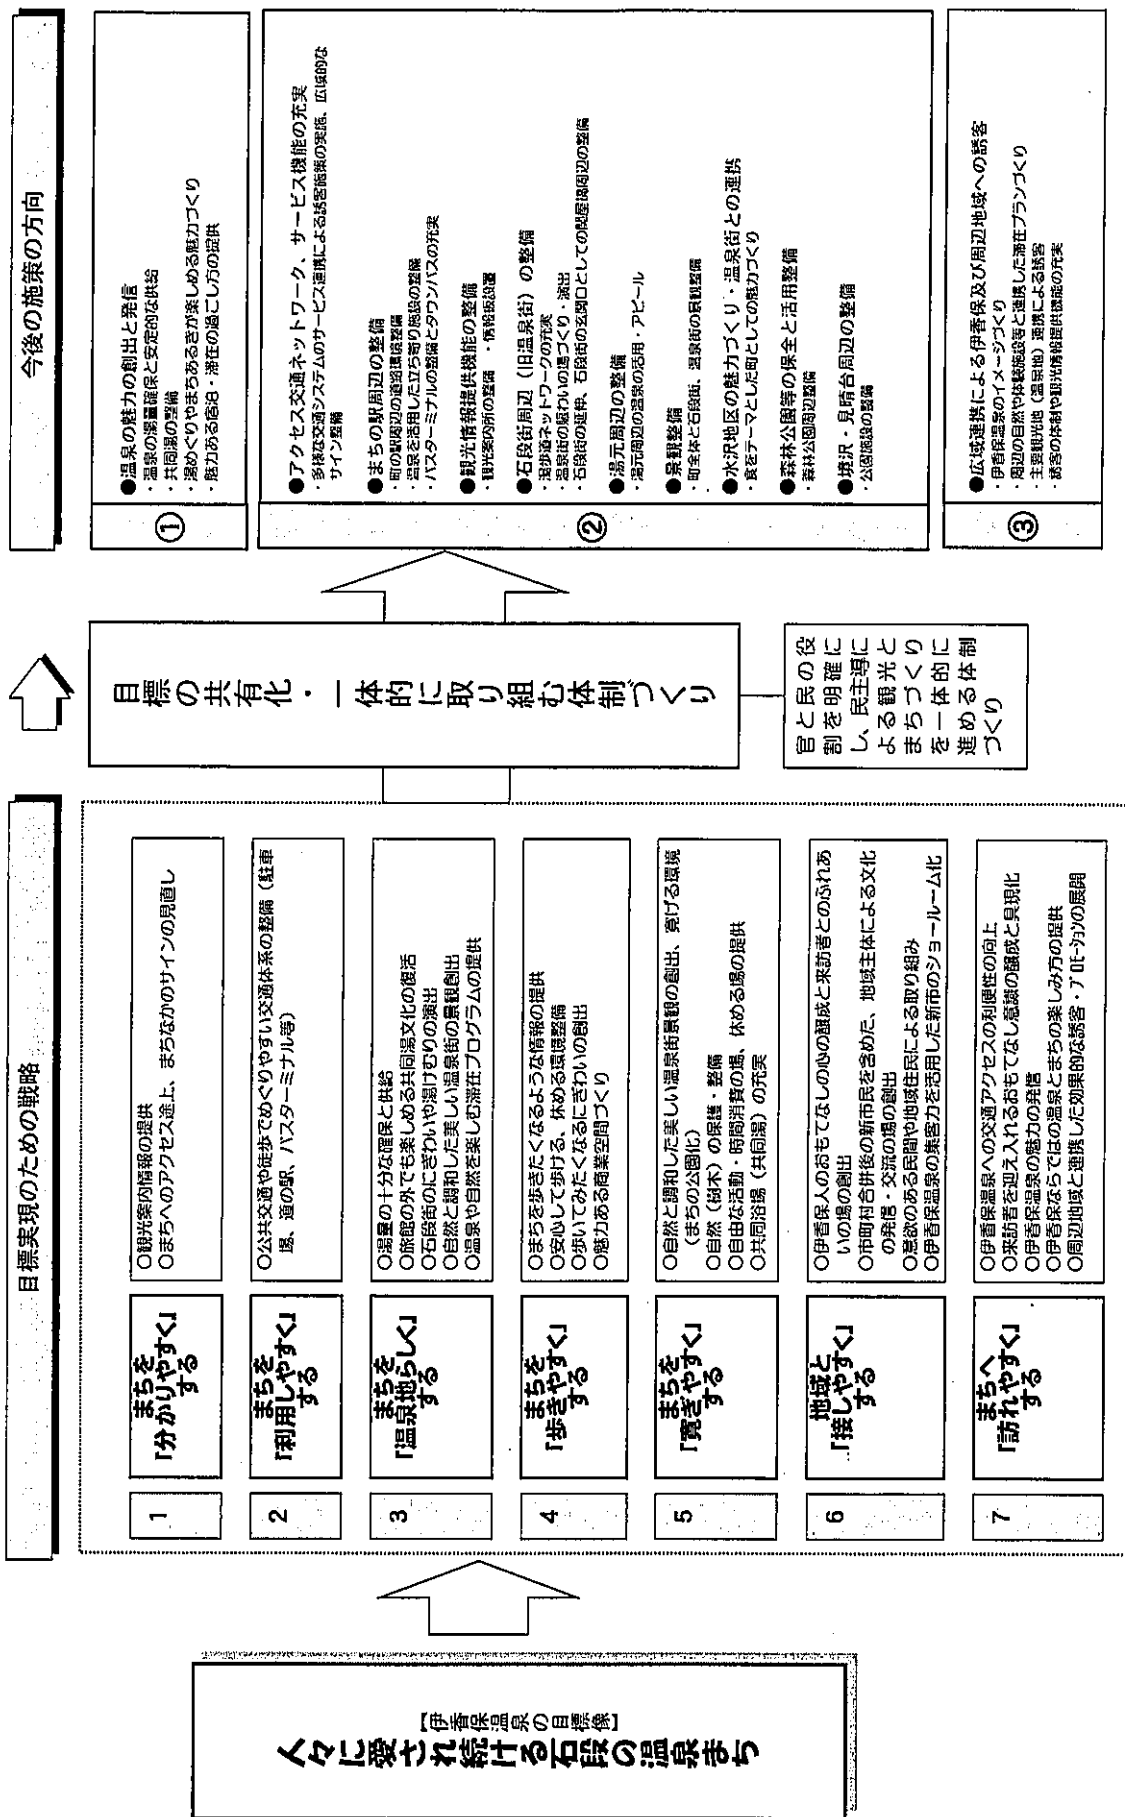 【伊香保温泉の目標像】
人々に愛され続ける石段の温泉まち
目標実現のための戦略
1
まちを
「分かりやすく」
する
○観光案内情報の提供
○まちへのアクセス途上、まちなかのサインの見直し
2
まちを
「利用しやすく」
する
○公共交通や徒歩でめぐりやすい交通体系の整備（駐車
場、道の駅、バスターミナル等）
3
まちを
「温泉地らしく」
する
○湯量の十分な確保と供給
○旅館の外でも楽しめる共同湯文化の復活
○石段街のにぎわいや湯けむりの演出
○自然と調和した美しい温泉街の景観創出
○温泉や自然を楽しむ滞在プログラムの提供
4
まちを
「歩きやすく」
する
○まちを歩きたくなるような情報の提供
○安心して歩ける、休める環境整備
○歩いてみたくなるにぎわいの創出
○魅力ある商業空間づくり
5
まちを
「寛ぎやすく」
する
○自然と調和した美しい温泉街景観の創出、寛げる環境
（まちの公園化）
○自然（樹木）の保護・整備
○自由な活動・時間消費の場、休める場の提供
○共同浴場（共同湯）の充実
6
地域と
「接しやすく」
する
○伊香保人のおもてなしの心の醸成と来訪者とのふれあ
いの場の創出
○市町村合併後の新市民を含めた、地域主体による文化
の発信・交流の場の創出
○意欲のある民間や地域住民による取り組み
○伊香保温泉の集客力を活用した新市のショールーム化
7
まちへ
「訪れやすく」
する
○伊香保温泉への交通アクセスの利便性の向上
○来訪者を迎え入れるおもてなし意識の醸成と具現化
○伊香保温泉の魅力の発信
○伊香保ならではの温泉とまちの楽しみ方の提供
○周辺地域と連携した効果的な誘客・プロモーションの展開
目標の共有化・一体的に取り組む体制づくり
官と民の役
割を明確に
し、民主導に
よる観光と
まちづくり
を一体的に
進める体制
づくり
今後の施策の方向
①
●温泉の魅力の創出と発信
・温泉の湯量確保と安定的な供給
・共同湯の整備
・湯めぐりやまちあるきが楽しめる魅力づくり
・魅力ある宿泊・滞在の過ごし方の提供
②
●アクセス交通ネットワーク、サービス機能の充実
・多様な交通システムのサービス連携による誘客施策の実施、広域的な
サイン整備
●まちの駅周辺の整備
・町の駅周辺の道路環境整備
・温泉を活用した立ち寄り施設の整備
・バスターミナルの整備とタウンバスの充実
●観光情報提供機能の整備
・観光案内所の整備 ・情報板設置
●石段街周辺（旧温泉街）の整備
・湯歩道ネットワークの充実
・温泉街の賑わいの場づくり・演出
・石段街の延伸、石段街の玄関口としての関屋橋周辺の整備
●湯元周辺の整備
・湯元周辺の温泉の活用・アピール
●景観整備
・町全体と石段街、温泉街の景観整備
●水沢地区の魅力づくり・温泉街との連携
・食をテーマとした町としての魅力づくり
●森林公園等の保全と活用整備
・森林公園周辺整備
・見晴台周辺の整備
・公園施設の整備
③
●広域連携による伊香保及び周辺地域への誘客
・伊香保温泉のイメージづくり
・周辺の自然や体験施設等と連携した滞在プランづくり
・主要観光地（温泉地）連携による誘客
・誘客の体制や観光情報提供機能の充実